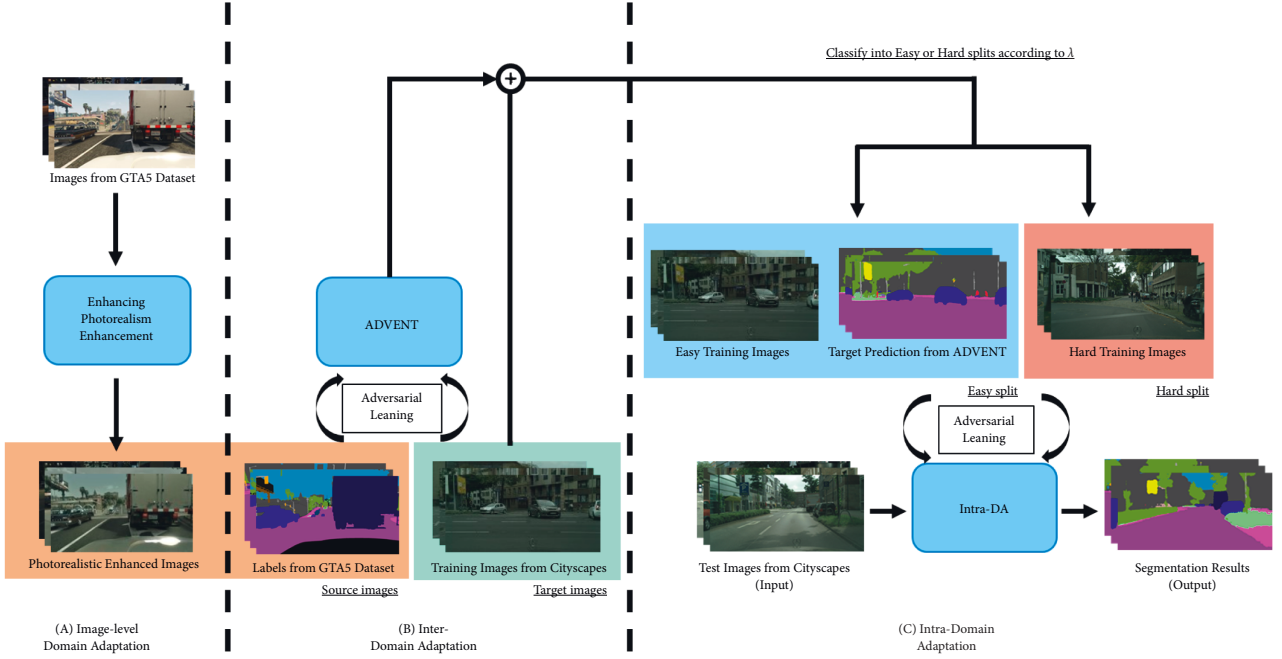 Classify into Easy or Hard splits according to λ
Images from GTA5 Dataset
Enhancing
Photorealism
Enhancement
ADVENT
Adversarial
Leaning
Easy Training Images
Target Prediction from ADVENT
Hard Training Images
Easy split
Hard split
Adversarial
Leaning
Intra-DA
Photorealistic Enhanced Images
Labels from GTA5 Dataset
Training Images from Cityscapes
Source images
Target images
Test Images from Cityscapes
(Input)
Segmentation Results
(Output)
(A) Image-level
Domain Adaptation
(B) Inter-
Domain Adaptation
(C) Intra-Domain
Adaptation